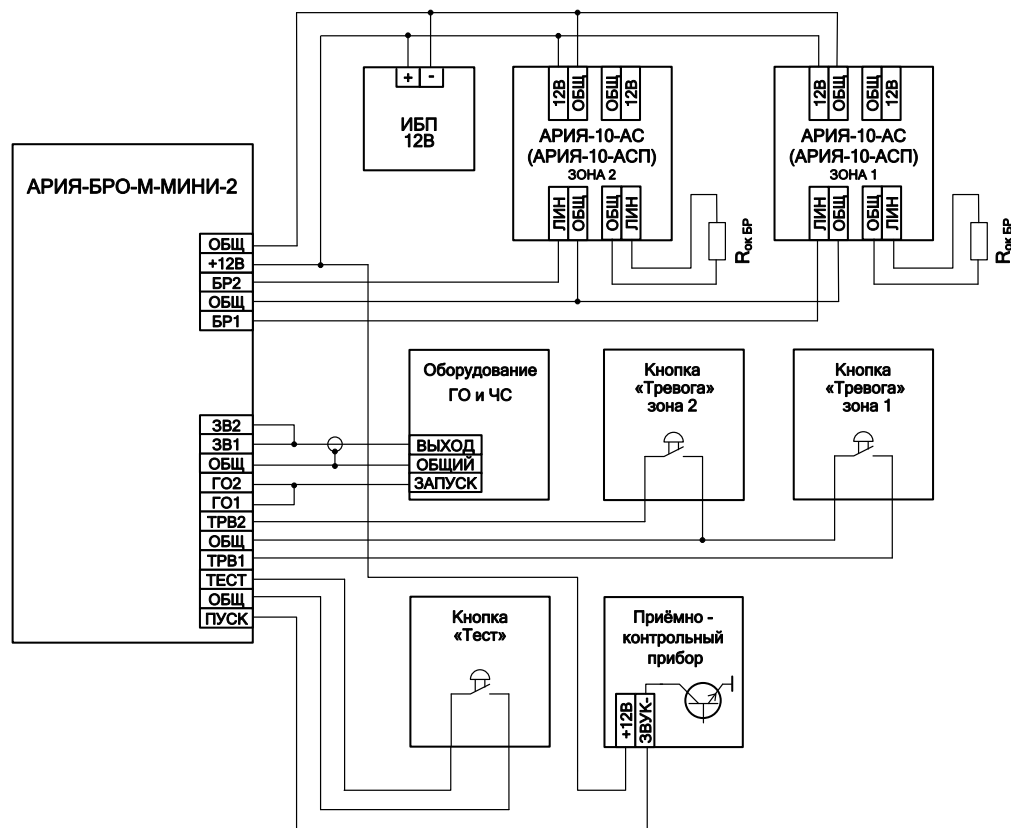 + -
ИБП
12В
12В ОБЩ ОБЩ 12В
АРИЯ-10-АС
(АРИЯ-10-АСП)
ЗОНА 2
ЛИН ОБЩ ОБЩ ЛИН
Rок БР
12В ОБЩ ОБЩ 12В
АРИЯ-10-АС
(АРИЯ-10-АСП)
ЗОНА 1
ЛИН ОБЩ ОБЩ ЛИН
Rок БР
АРИЯ-БРО-М-МИНИ-2
ОБЩ
+12В
БР2
ОБЩ
БР1
ЗВ2
ЗВ1
ОБЩ
ГО2
ГО1
ТРВ2
ОБЩ
ТРВ1
ТЕСТ
ОБЩ
ПУСК
Оборудование
ГО и ЧС
ВЫХОД
ОБЩИЙ
ЗАПУСК
Кнопка
«Тревога»
зона 2
Кнопка
«Тревога»
зона 1
Кнопка
«Тест»
Приёмно -
контрольный
прибор
+12В
ЗВУК-